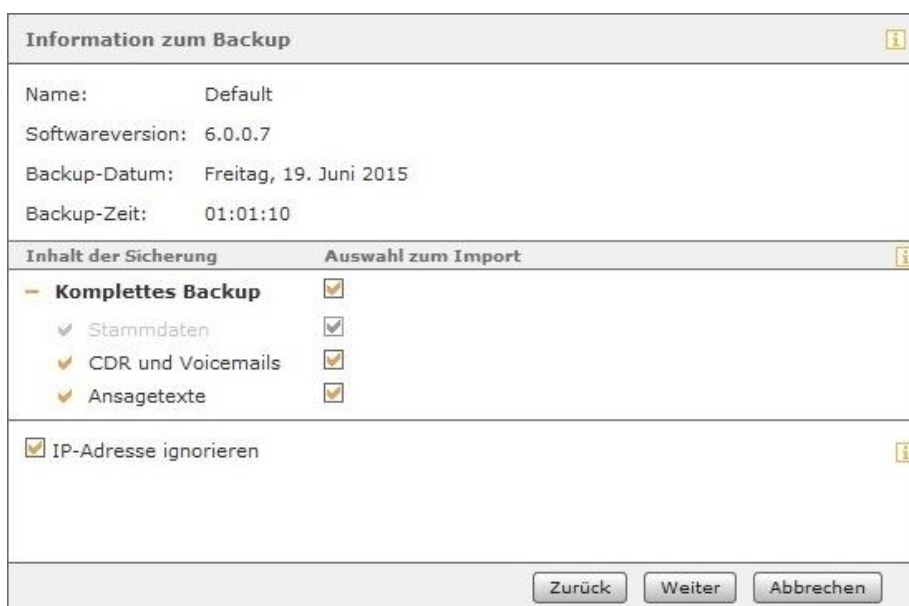 Information zum Backup
Name: Default
Softwareversion: 6.0.0.7
Backup-Datum: Freitag, 19. Juni 2015
Backup-Zeit: 01:01:10
Inhalt der Sicherung Auswahl zum Import
Komplettes Backup
Stammdaten
CDR und Voicemails
Ansagetexte
IP-Adresse ignorieren
Zurück Weiter Abbrechen